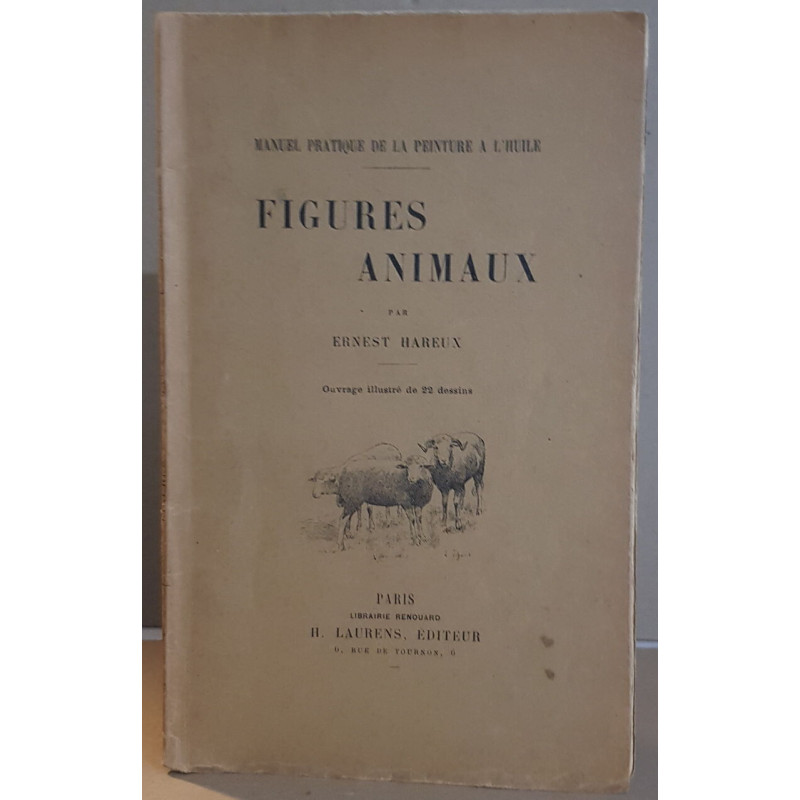 MANUEL PRATIQUE DE LA PEINTURE A L'HUILE
FIGURES
ANIMAUX
PAR
ERNEST HAREUX
Ouvrage illustré de 22 dessins
PARIS
LIBRAIRIE RENOUARD
H. LAURENS, ÉDITEUR
6, RUE DE TOURNON, 6